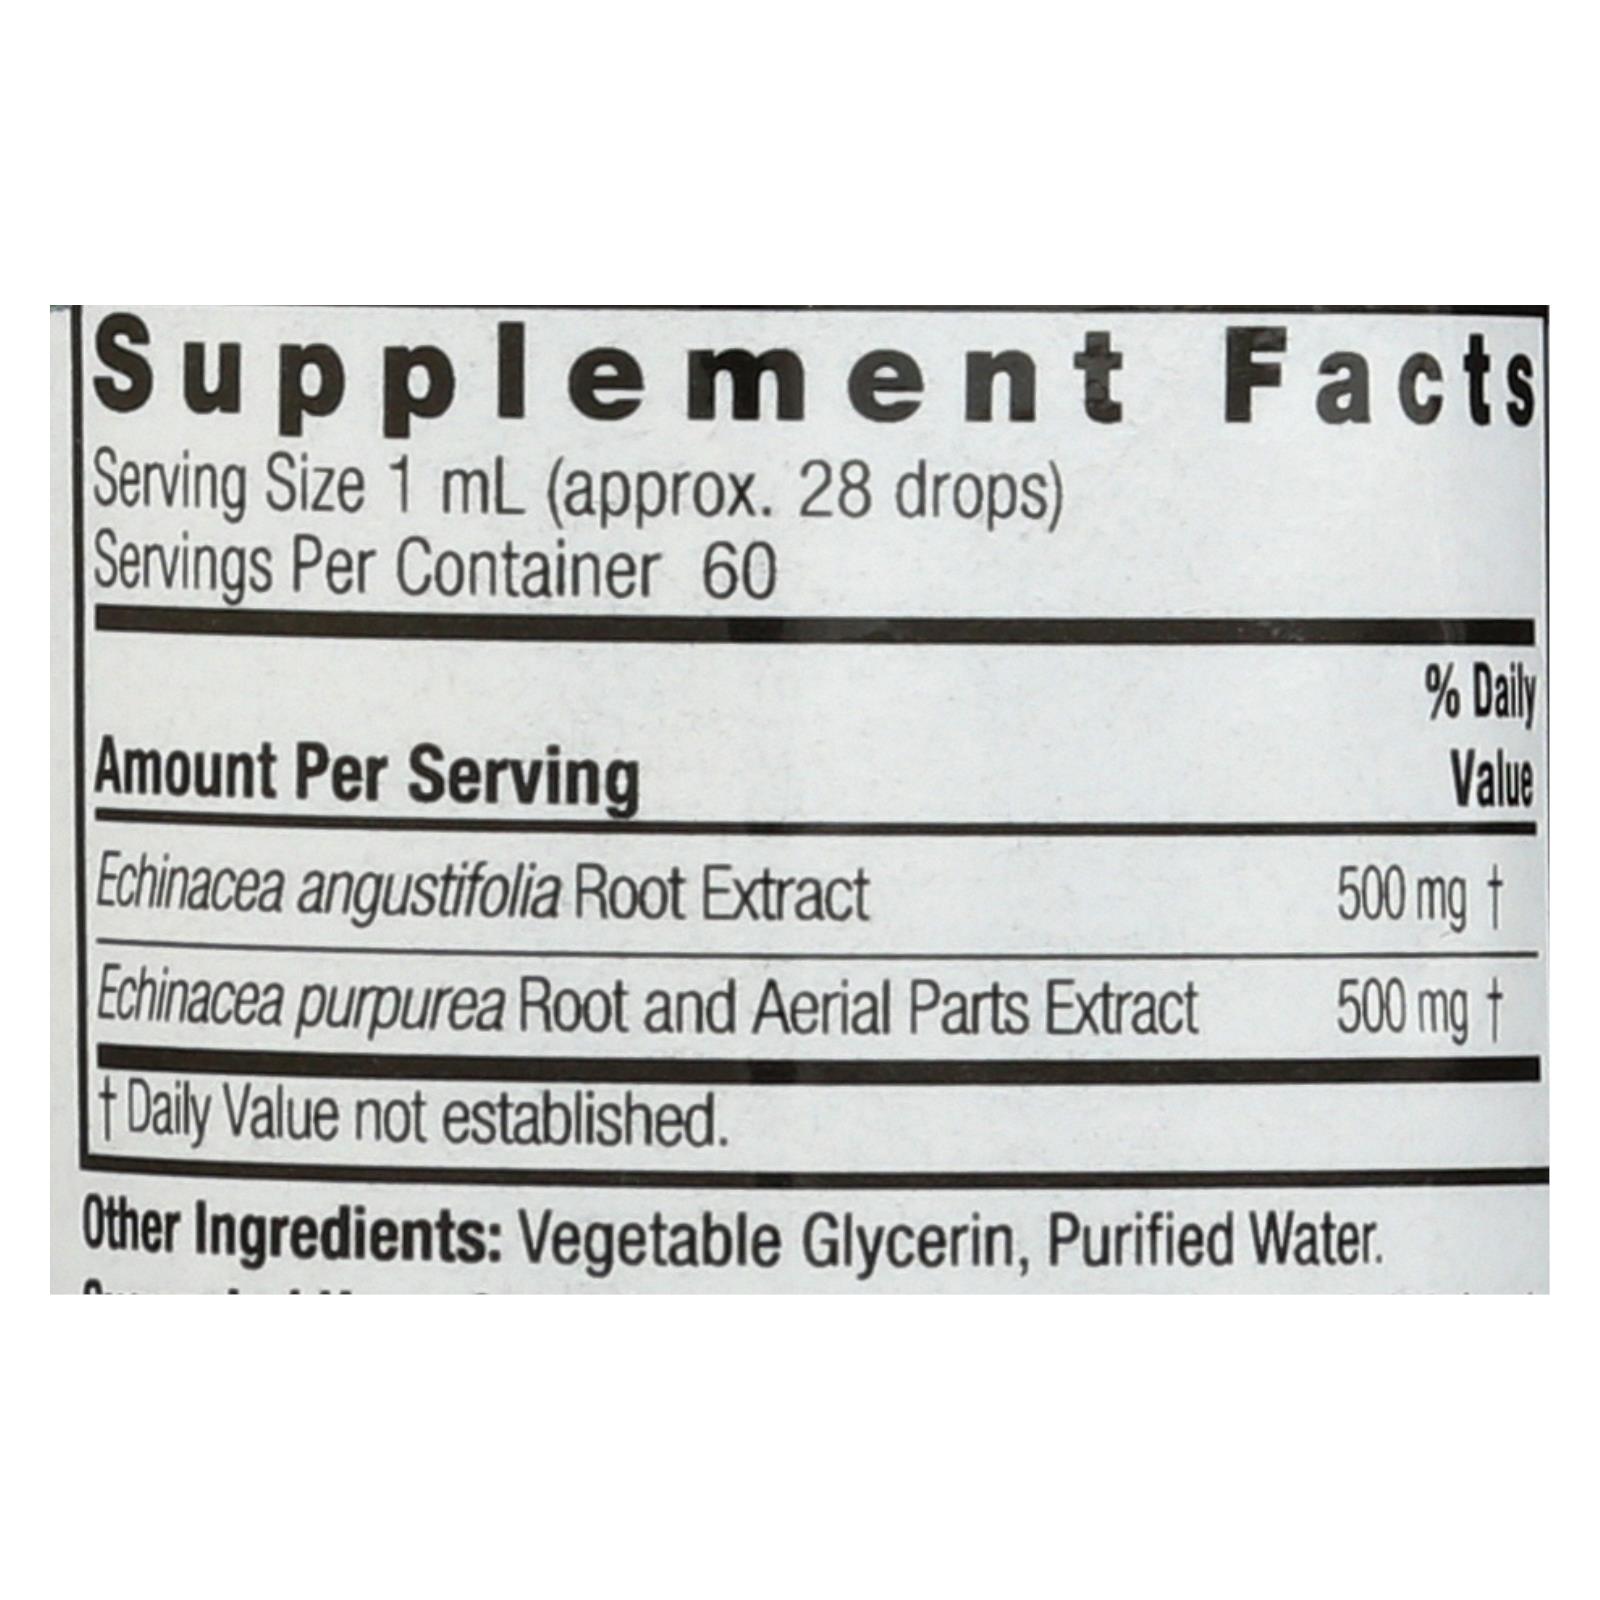 Supplement Facts
Serving Size 1 mL (approx. 28 drops)
Servings Per Container 60
% Daily
Amount Per Serving Value
Echinacea angustifolia Root Extract 500 mg †
Echinacea purpurea Root and Aerial Parts Extract 500 mg †
† Daily Value not established.
Other Ingredients: Vegetable Glycerin, Purified Water.